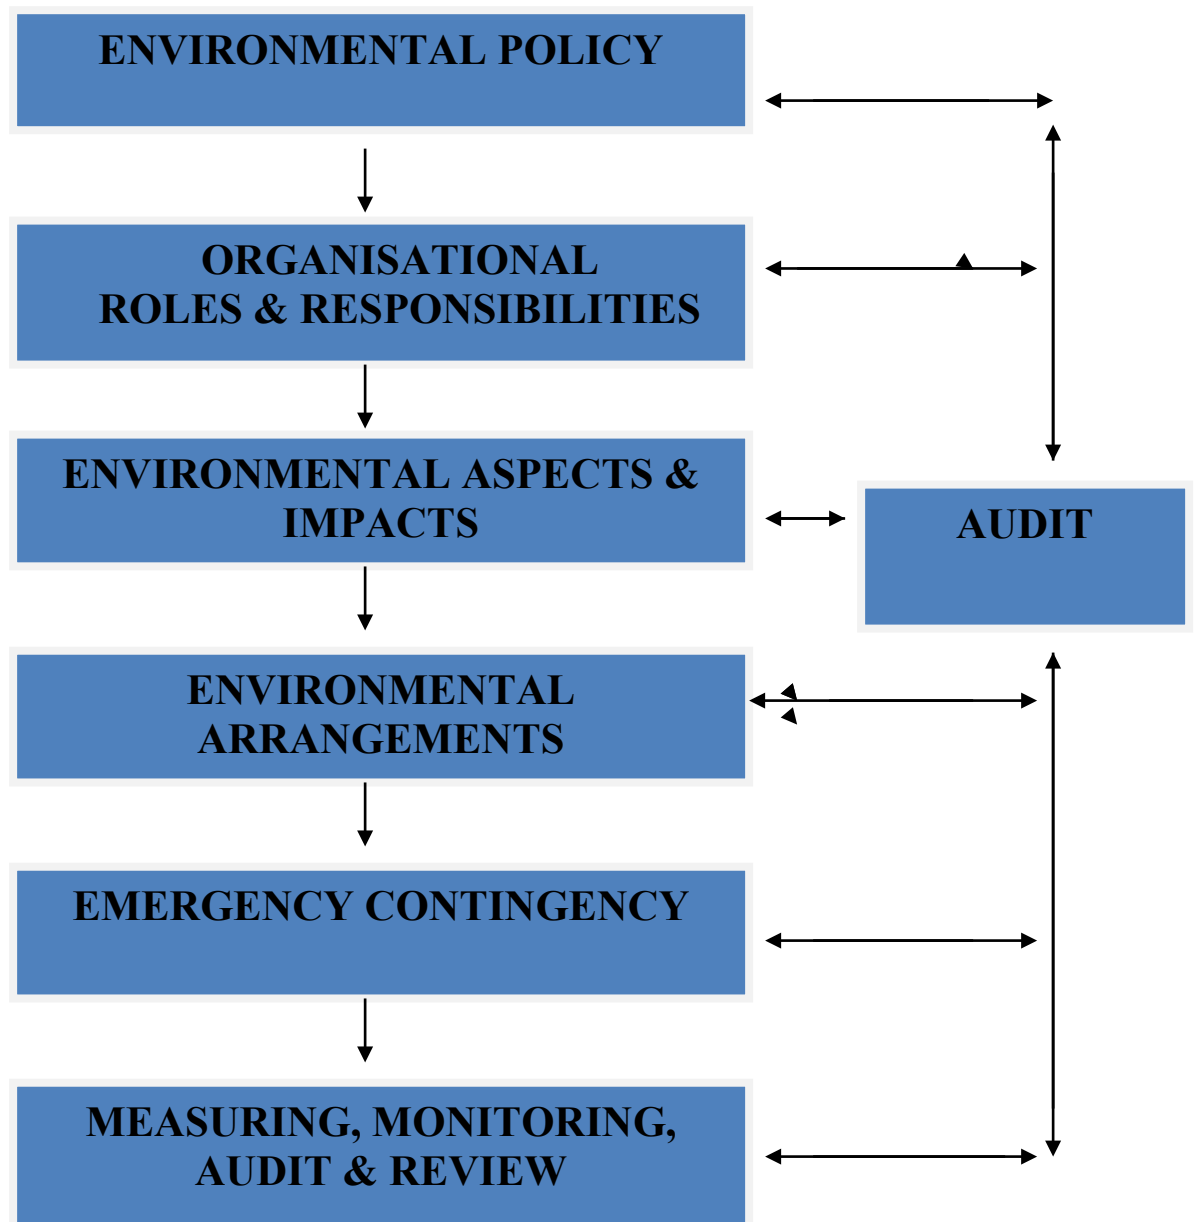 ENVIRONMENTAL POLICY
ORGANISATIONAL
ROLES & RESPONSIBILITIES
ENVIRONMENTAL ASPECTS &
IMPACTS
AUDIT
ENVIRONMENTAL
ARRANGEMENTS
EMERGENCY CONTINGENCY
MEASURING, MONITORING,
AUDIT & REVIEW